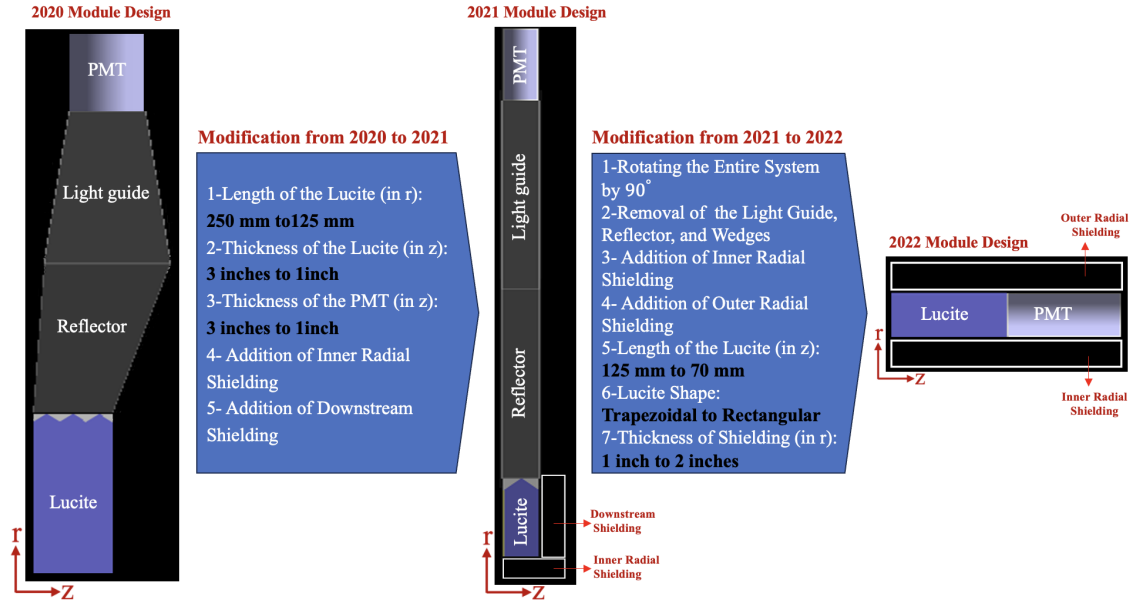 2020 Module Design
PMT
Light guide
Reflector
Lucite
r
z
Modification from 2020 to 2021
1-Length of the Lucite (in r):
250 mm to125 mm
2-Thickness of the Lucite (in z):
3 inches to 1inch
3-Thickness of the PMT (in z):
3 inches to 1inch
4- Addition of Inner Radial
Shielding
5- Addition of Downstream
Shielding
2021 Module Design
PMT
Light guide
Reflector
Lucite
Downstream
Shielding
Inner Radial
Shielding
r
z
Modification from 2021 to 2022
1-Rotating the Entire System
by 90°
2-Removal of the Light Guide,
Reflector, and Wedges
3- Addition of Inner Radial
Shielding
4- Addition of Outer Radial
Shielding
5-Length of the Lucite (in z):
125 mm to 70 mm
6-Lucite Shape:
Trapezoidal to Rectangular
7-Thickness of Shielding (in r):
1 inch to 2 inches
Outer Radial
Shielding
2022 Module Design
Lucite
PMT
r
z
Inner Radial
Shielding